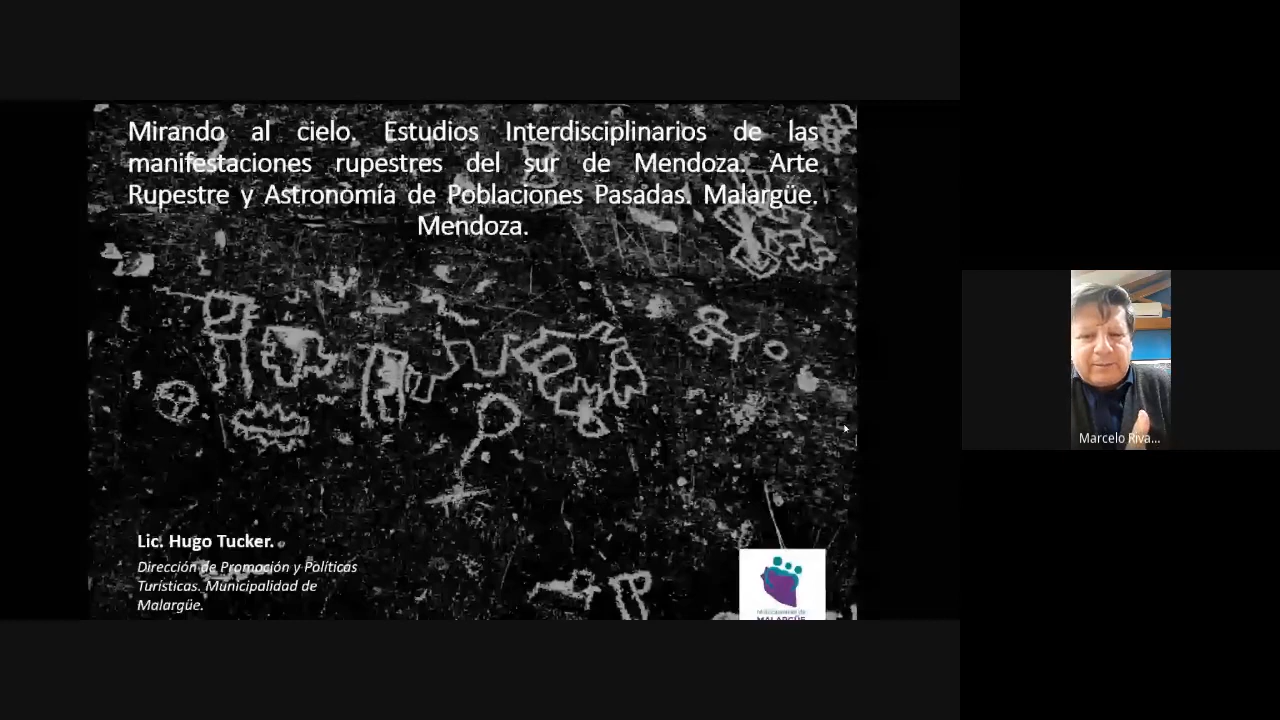 Mirando al cielo. Estudios Interdisciplinarios de las
manifestaciones rupestres del sur de Mendoza. Arte
Rupestre y Astronomía de Poblaciones Pasadas. Malargüe.
Mendoza.
Lic. Hugo Tucker.
Dirección de Promoción y Políticas
Turísticas. Municipalidad de
Malargüe.
MALARGÜE
Marcelo Riva...